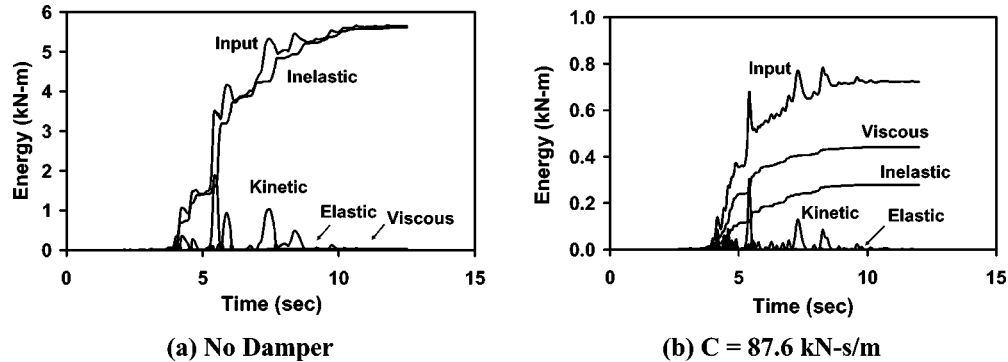 6
5
4
3
2
1
0
Energy (kN-m)
Input
Inelastic
Kinetic
Elastic
Viscous
0 5 10 15
Time (sec)
(a) No Damper
1.0
0.8
0.6
0.4
0.2
0.0
Energy (kN-m)
Input
Viscous
Inelastic
Kinetic
Elastic
0 5 10 15
Time (sec)
(b) C = 87.6 kN-s/m